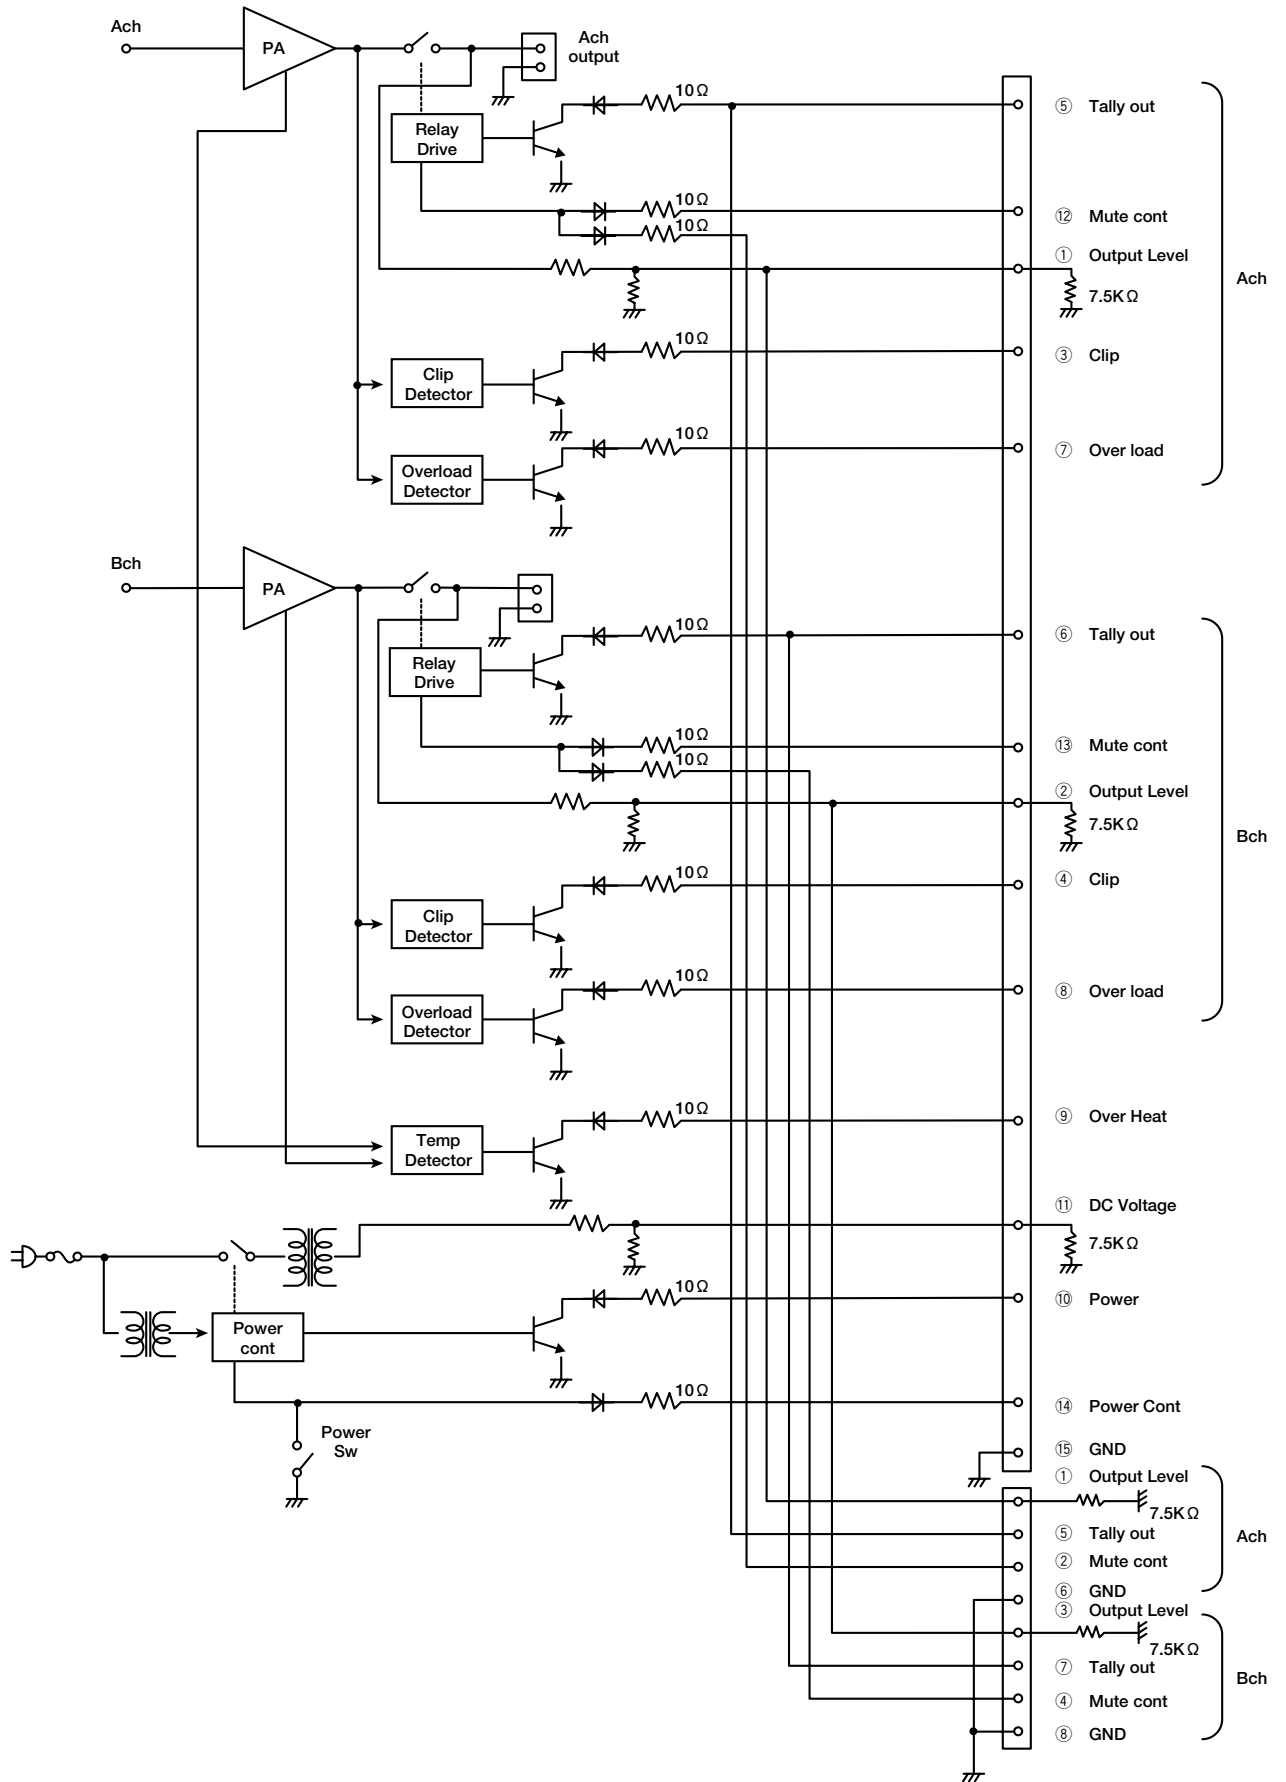 Ach
PA
Ach
output
10Ω
⑤ Tally out
Relay
Drive
10Ω
⑫ Mute cont
10Ω
① Output Level
7.5KΩ
Ach
10Ω
③ Clip
Clip
Detector
10Ω
⑦ Over load
Overload
Detector
Bch
PA
10Ω
⑥ Tally out
Relay
Drive
10Ω
⑬ Mute cont
10Ω
② Output Level
7.5KΩ
Bch
10Ω
④ Clip
Clip
Detector
10Ω
⑧ Over load
Overload
Detector
10Ω
⑨ Over Heat
Temp
Detector
⑪ DC Voltage
7.5KΩ
10Ω
⑩ Power
Power
cont
10Ω
⑭ Power Cont
Power
Sw
⑮ GND
① Output Level
7.5KΩ
⑤ Tally out
Ach
② Mute cont
⑥ GND
③ Output Level
7.5KΩ
⑦ Tally out
Bch
④ Mute cont
⑧ GND